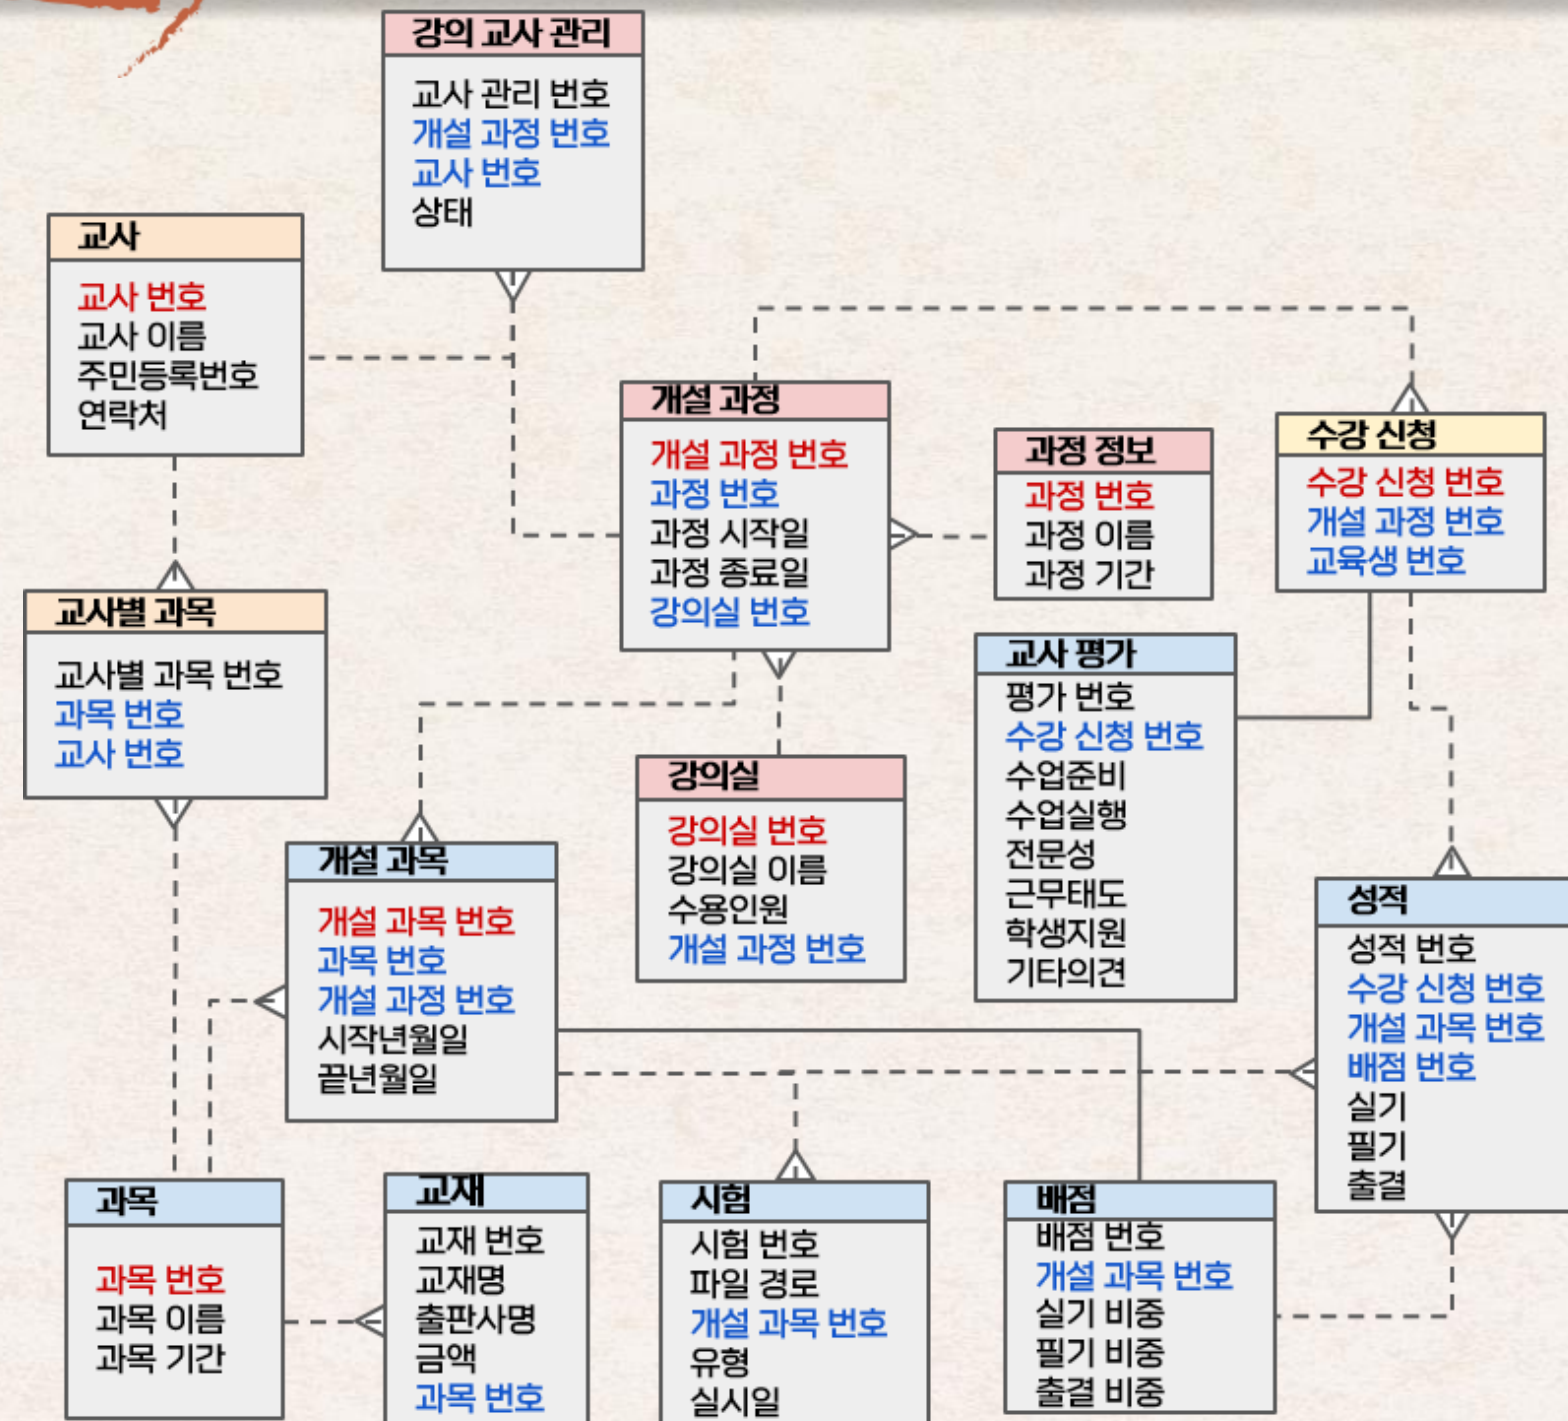 강의 교사 관리
교사 관리 번호
개설 과정 번호
교사 번호
상태
교사
교사 번호
교사 이름
주민등록번호
연락처
개설 과정
개설 과정 번호
과정 번호
과정 시작일
과정 종료일
강의실 번호
과정 정보
과정 번호
과정 이름
과정 기간
수강 신청
수강 신청 번호
개설 과정 번호
교육생 번호
교사별 과목
교사별 과목 번호
과목 번호
교사 번호
교사 평가
평가 번호
수강 신청 번호
수업준비
수업실행
전문성
근무태도
학생지원
기타의견
강의실
강의실 번호
강의실 이름
수용인원
개설 과정 번호
개설 과목
개설 과목 번호
과목 번호
개설 과정 번호
시작년월일
끝년월일
성적
성적 번호
수강 신청 번호
개설 과목 번호
배점 번호
실기
필기
출결
과목
과목 번호
과목 이름
과목 기간
교재
교재 번호
교재명
출판사명
금액
과목 번호
시험
시험 번호
파일 경로
개설 과목 번호
유형
실시일
배점
배점 번호
개설 과목 번호
실기 비중
필기 비중
출결 비중